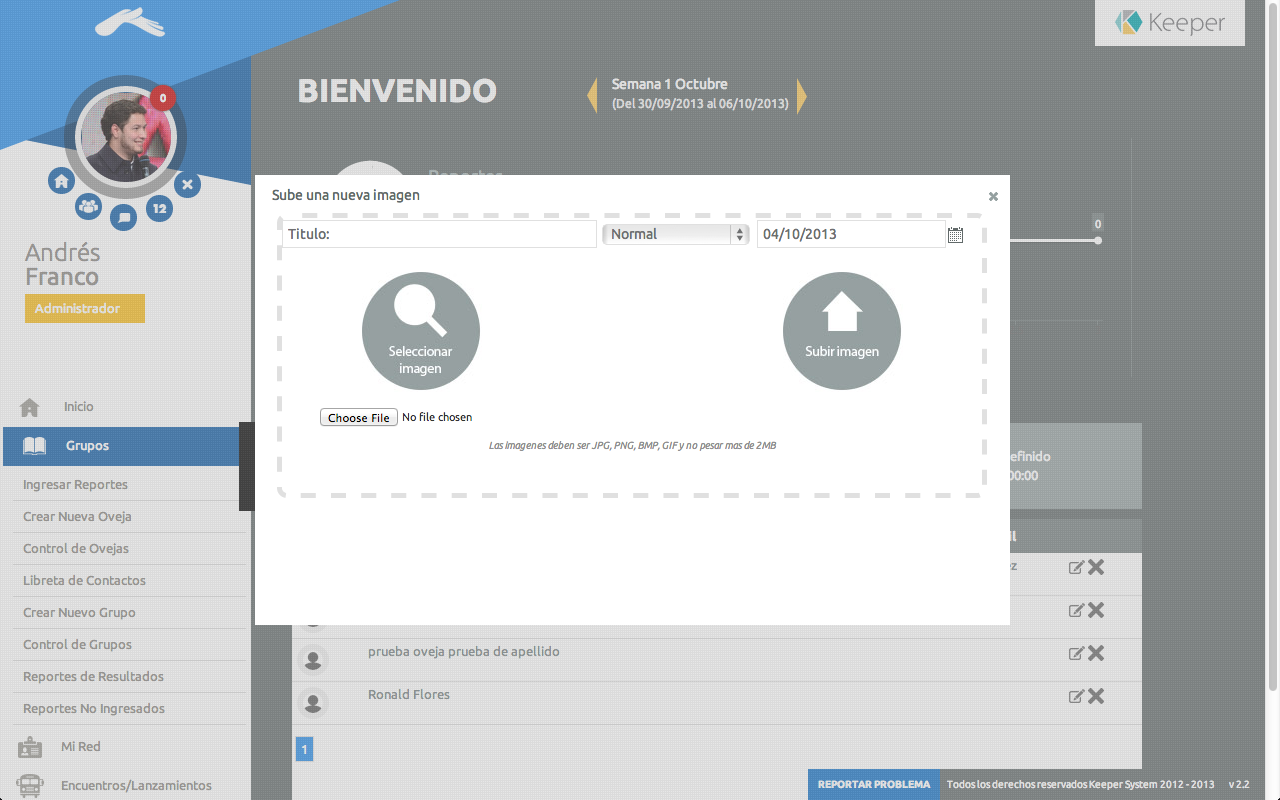 Keeper
BIENVENIDO
Semana 1 Octubre
(Del 30/09/2013 al 06/10/2013)
0
12
Andrés
Franco
Administrador
Inicio
Grupos
Ingresar Reportes
Crear Nueva Oveja
Control de Ovejas
Libreta de Contactos
Crear Nuevo Grupo
Control de Grupos
Reportes de Resultados
Reportes No Ingresados
Mi Red
Encuentros/Lanzamientos
Sube una nueva imagen
Titulo:
Normal
04/10/2013
Seleccionar
imagen
Subir imagen
Choose File No file chosen
Las imagenes deben ser JPG, PNG, BMP, GIF y no pesar mas de 2MB
0
efinido
00:00
prueba oveja prueba de apellido
Ronald Flores
1
REPORTAR PROBLEMA
Todos los derechos reservados Keeper System 2012 - 2013
v 2.2